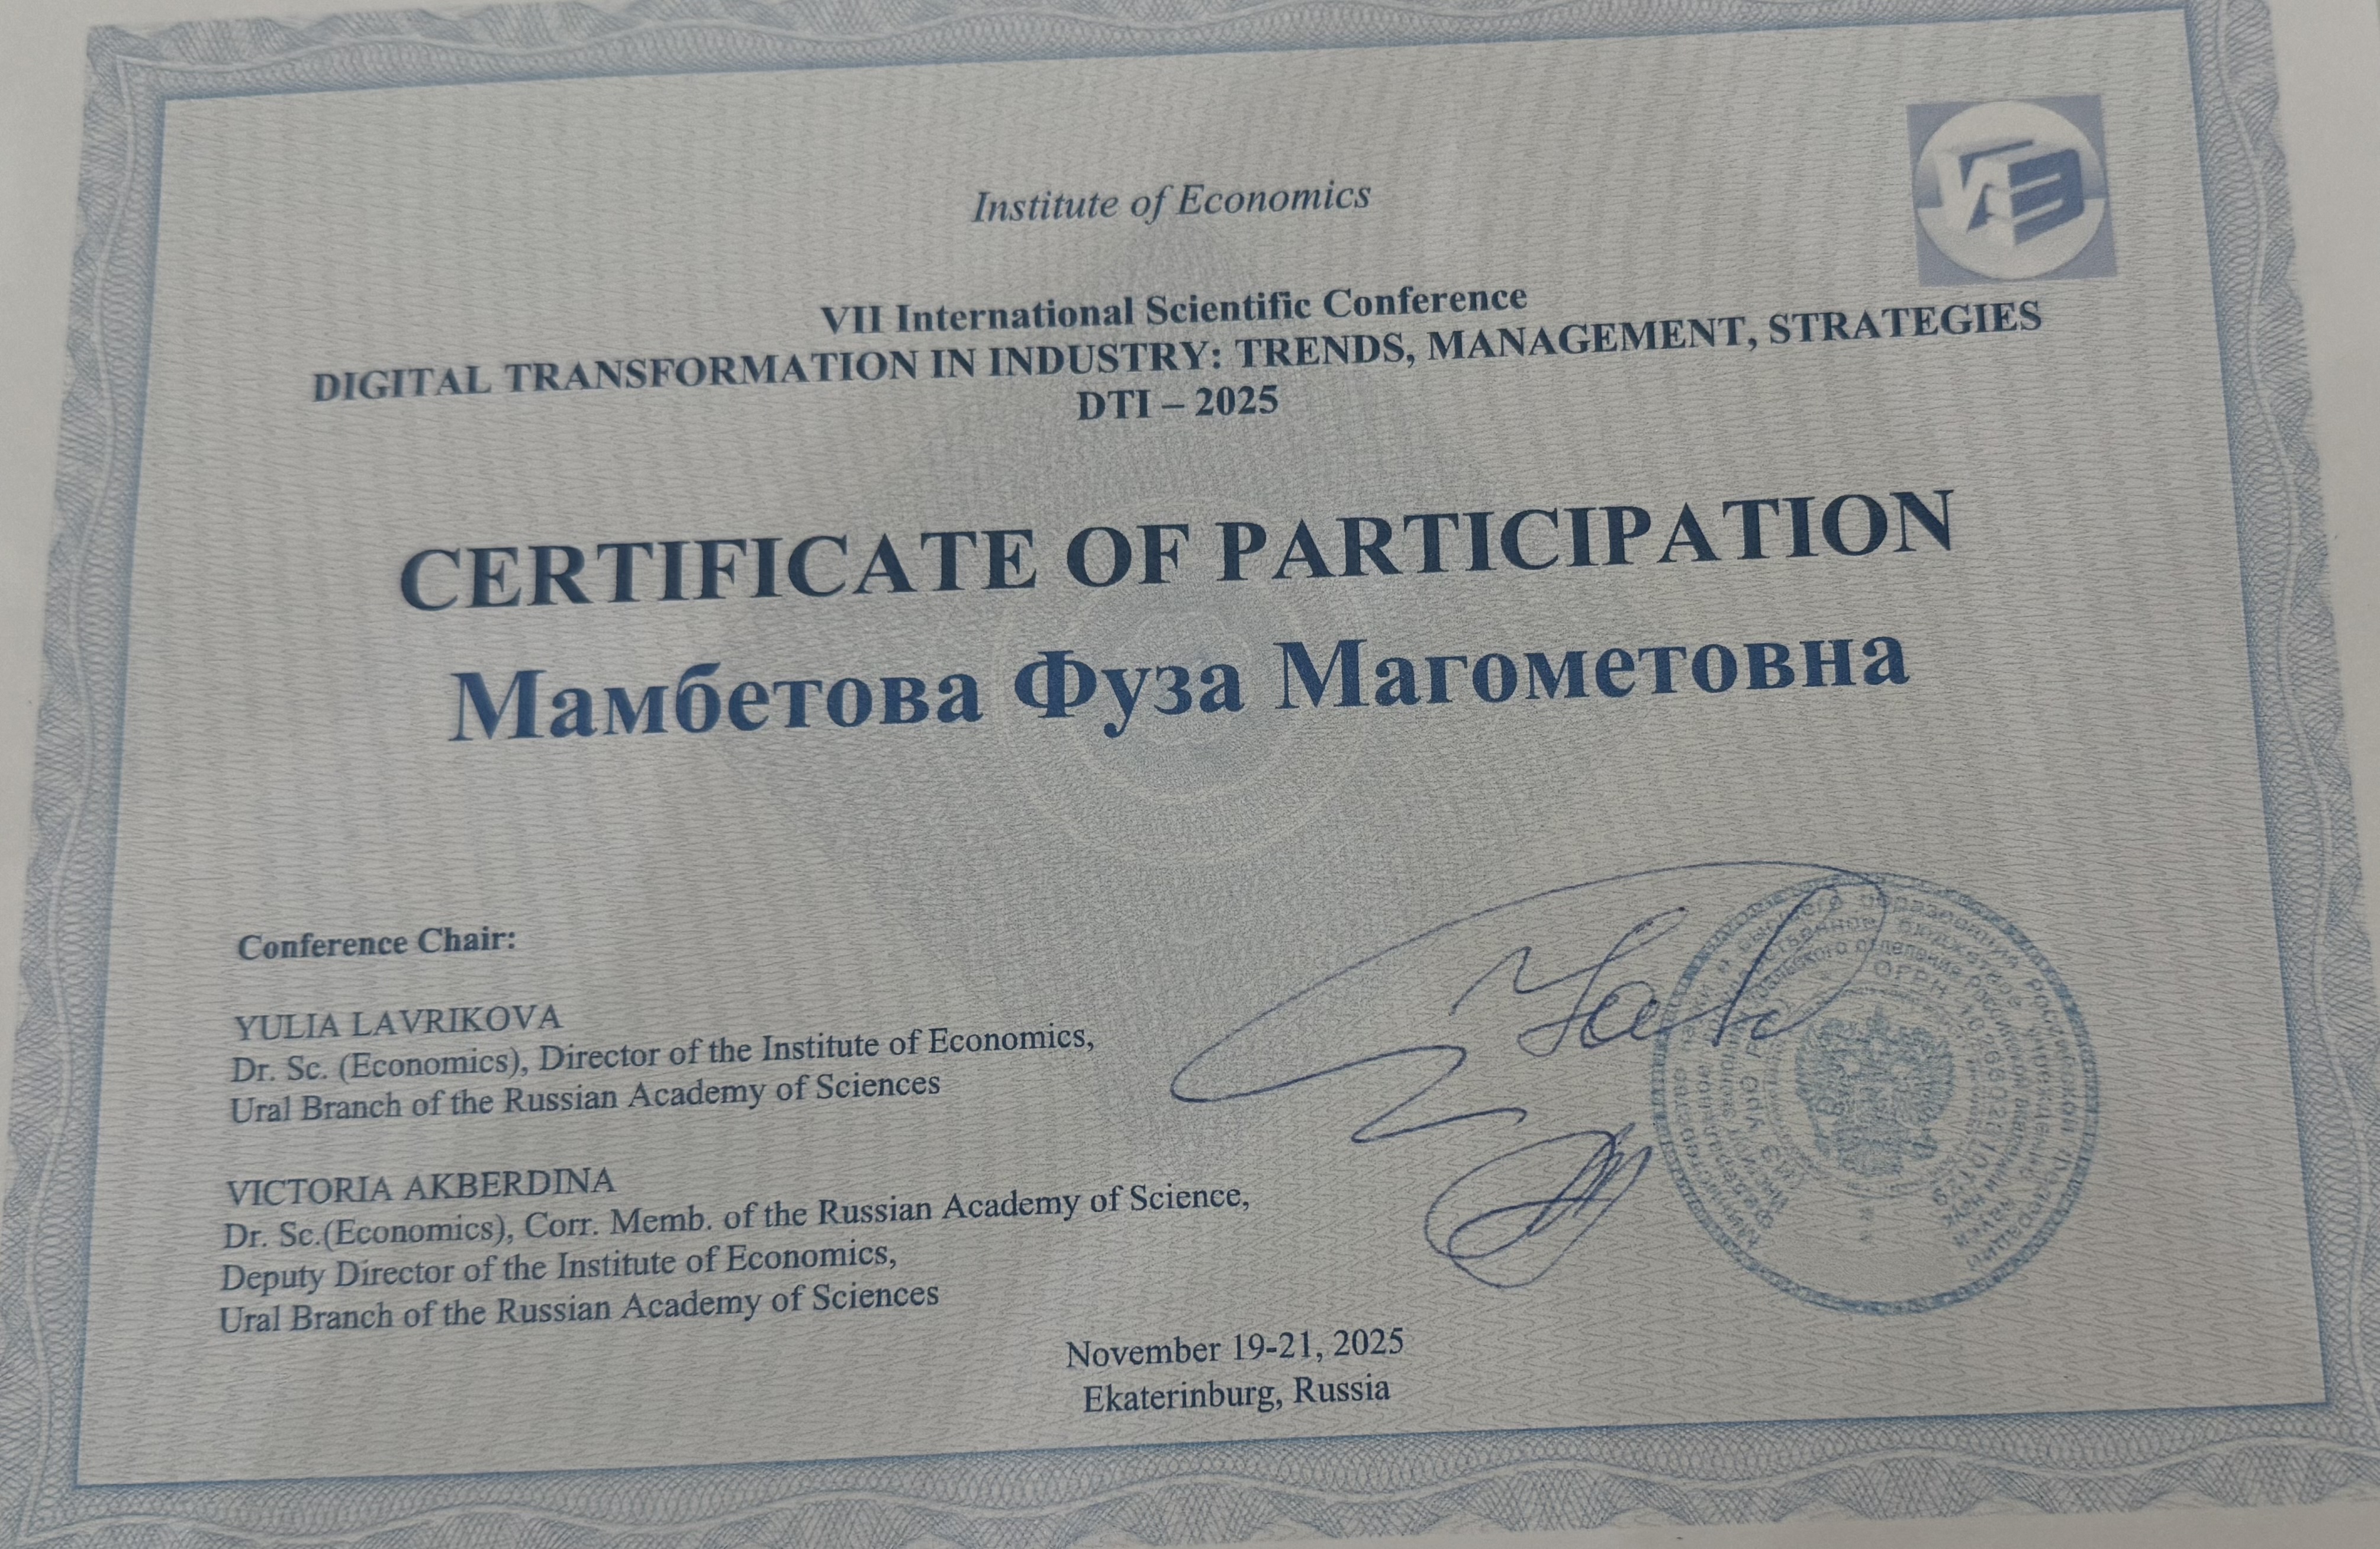 Institute of Economics
VII International Scientific Conference
DIGITAL TRANSFORMATION IN INDUSTRY: TRENDS, MANAGEMENT, STRATEGIES
DTI – 2025
CERTIFICATE OF PARTICIPATION
Мамбетова Фуза Магометовна
Conference Chair:
YULIA LAVRIKOVA
Dr. Sc. (Economics), Director of the Institute of Economics,
Ural Branch of the Russian Academy of Sciences
VICTORIA AKBERDINA
Dr. Sc.(Economics), Corr. Memb. of the Russian Academy of Science,
Deputy Director of the Institute of Economics,
Ural Branch of the Russian Academy of Sciences
November 19-21, 2025
Ekaterinburg, Russia